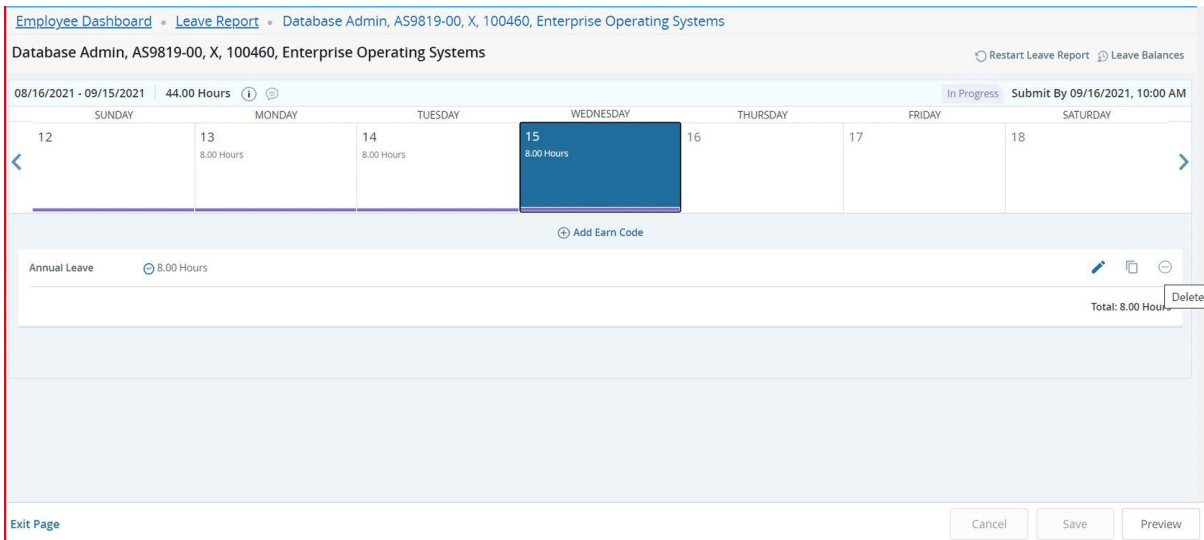 Employee Dashboard • Leave Report • Database Admin, AS9819-00, X, 100460, Enterprise Operating Systems
Database Admin, AS9819-00, X, 100460, Enterprise Operating Systems
Restart Leave Report Leave Balances
08/16/2021 - 09/15/2021 44.00 Hours In Progress Submit By 09/16/2021, 10:00 AM
SUNDAY MONDAY TUESDAY WEDNESDAY THURSDAY FRIDAY SATURDAY
12 13 14 15 16 17 18
8.00 Hours 8.00 Hours 8.00 Hours
Add Earn Code
Annual Leave 8.00 Hours
Delete
Total: 8.00 Hours
Exit Page Cancel Save Preview